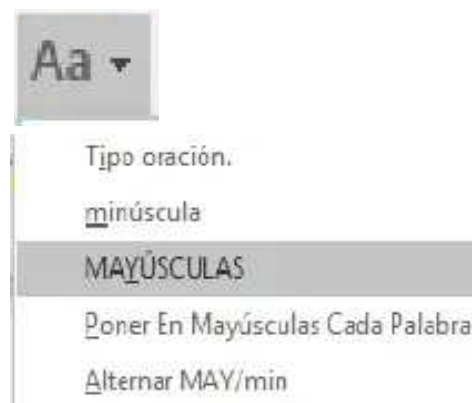 Aa
Tipo oración.
minúscula
MAYÚSCULAS
Poner En Mayúsculas Cada Palabra
Alternar MAY/min